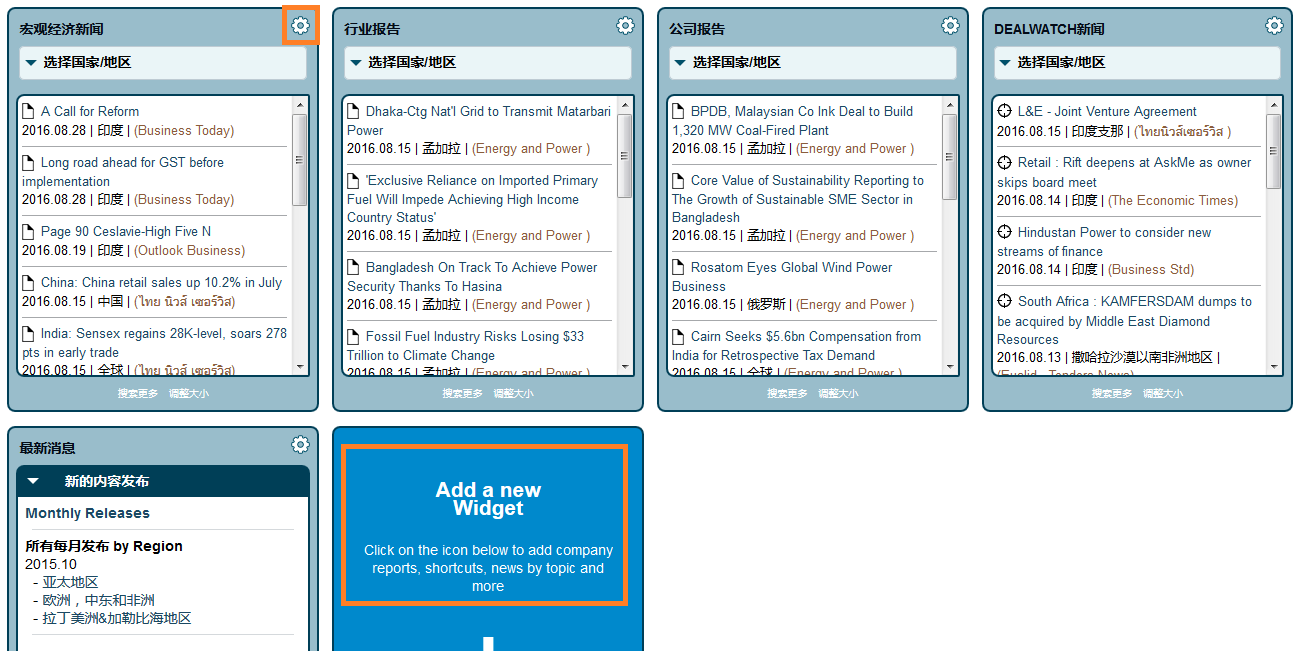 宏观经济新闻
选择国家/地区
A Call for Reform
2016.08.28 | 印度 | (Business Today)
Long road ahead for GST before
implementation
2016.08.28 | 印度 | (Business Today)
Page 90 Ceslavie-High Five N
2016.08.19 | 印度 | (Outlook Business)
China: China retail sales up 10.2% in July
2016.08.15 | 中国 | (ไทย นิวส์ เซอร์วิส)
India: Sensex regains 28K-level, soars 278
pts in early trade
2016.08.15 | 全球 | (ไทย นิวส์ เซอร์วิส)
搜索更多 调整大小
行业报告
选择国家/地区
Dhaka-Ctg Nat'l Grid to Transmit Matarbari
Power
2016.08.15 | 孟加拉 | (Energy and Power )
'Exclusive Reliance on Imported Primary
Fuel Will Impede Achieving High Income
Country Status'
2016.08.15 | 孟加拉 | (Energy and Power )
Bangladesh On Track To Achieve Power
Security Thanks To Hasina
2016.08.15 | 孟加拉 | (Energy and Power )
Fossil Fuel Industry Risks Losing $33
Trillion to Climate Change
2016.08.15 | 孟加拉 | (Energy and Power )
搜索更多 调整大小
公司报告
选择国家/地区
BPDB, Malaysian Co Ink Deal to Build
1,320 MW Coal-Fired Plant
2016.08.15 | 孟加拉 | (Energy and Power )
Core Value of Sustainability Reporting to
The Growth of Sustainable SME Sector in
Bangladesh
2016.08.15 | 孟加拉 | (Energy and Power )
Rosatom Eyes Global Wind Power
Business
2016.08.15 | 俄罗斯 | (Energy and Power )
Cairn Seeks $5.6bn Compensation from
India for Retrospective Tax Demand
2016.08.15 | 全球 | (Energy and Power )
搜索更多 调整大小
DEALWATCH新闻
选择国家/地区
L&E - Joint Venture Agreement
2016.08.15 | 印度支那 | (ไทยนิวส์เซอร์วิส )
Retail : Rift deepens at AskMe as owner
skips board meet
2016.08.14 | 印度 | (The Economic Times)
Hindustan Power to consider new
streams of finance
2016.08.14 | 印度 | (Business Std)
South Africa : KAMFERSDAM dumps to
be acquired by Middle East Diamond
Resources
2016.08.13 | 撒哈拉沙漠以南非洲地区 |
(Euclid - Tenders News)
搜索更多 调整大小
最新消息
新的内容发布
Monthly Releases
所有每月发布 by Region
2015.10
- 亚太地区
- 欧洲，中东和非洲
- 拉丁美洲&加勒比海地区
Add a new
Widget
Click on the icon below to add company
reports, shortcuts, news by topic and
more